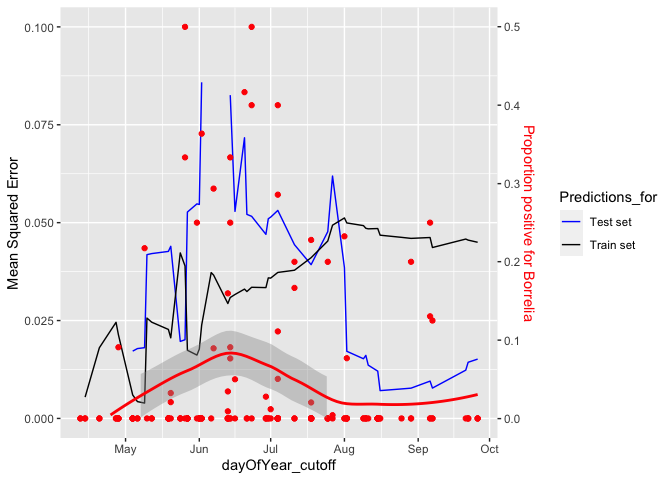 0.100
0.075
0.050
0.025
0.000
Mean Squared Error
May
Jun
Jul
Aug
Sep
Oct
dayOfYear_cutoff
0.5
0.4
0.3
0.2
0.1
0.0
Proportion positive for Borrelia
Predictions_for
Test set
Train set